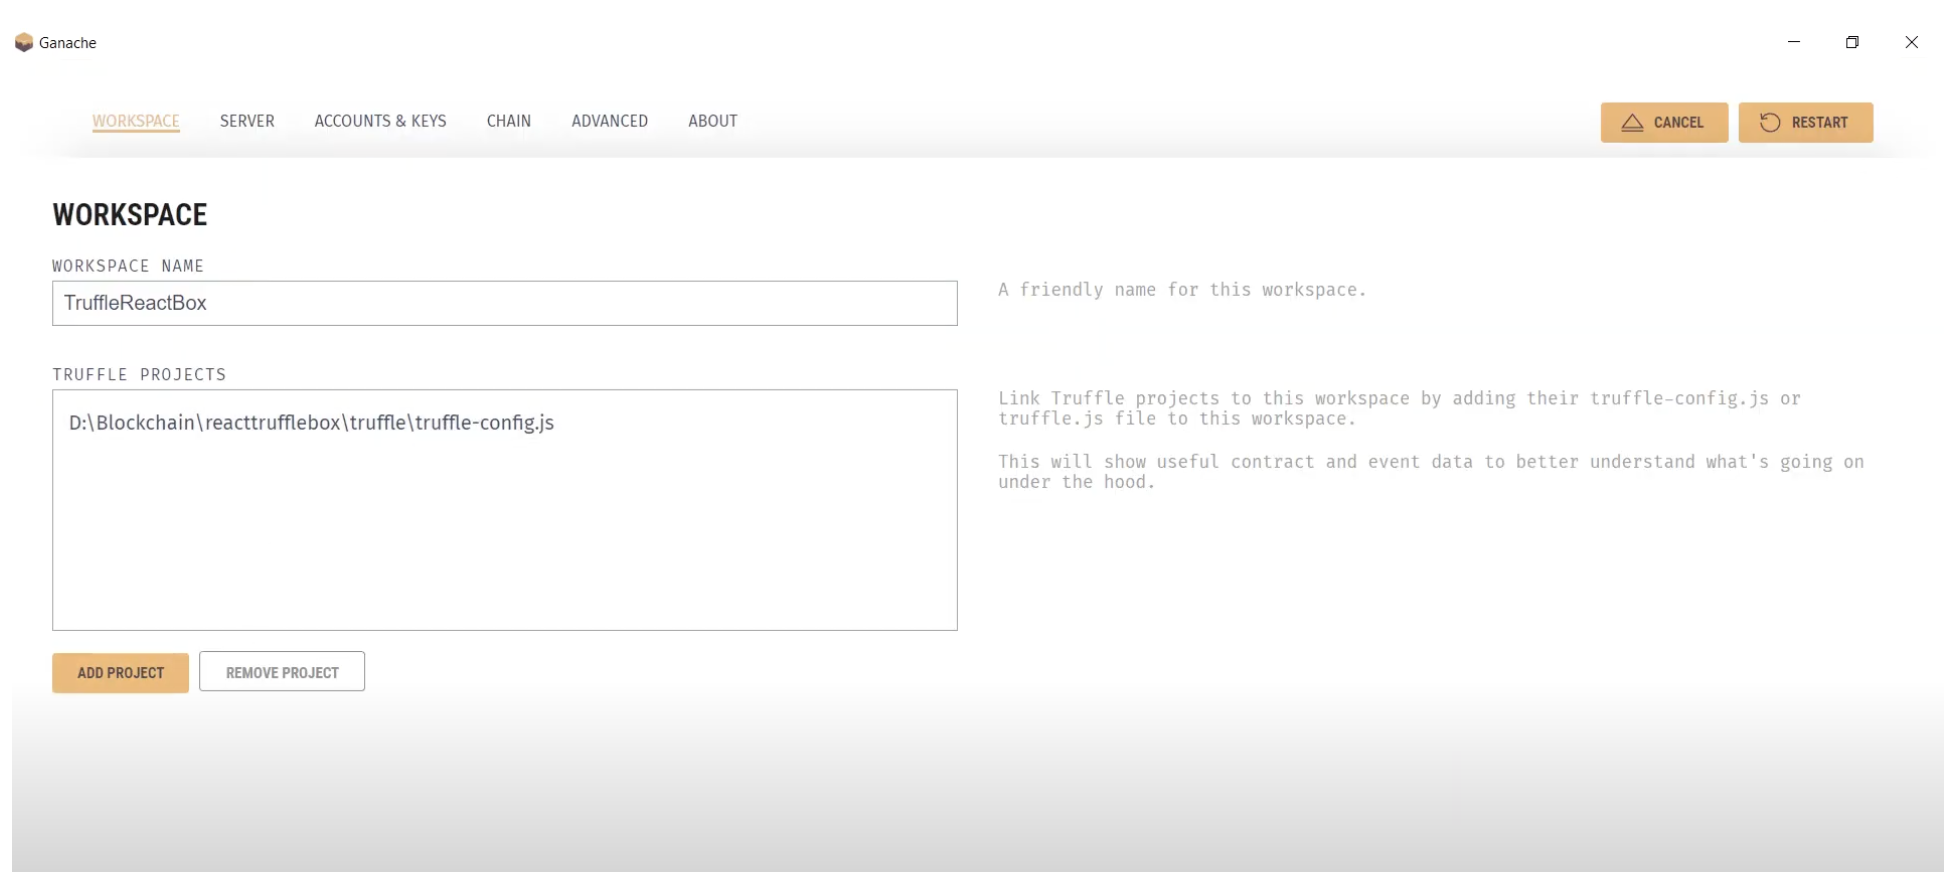 Ganache
WORKSPACE SERVER ACCOUNTS & KEYS CHAIN ADVANCED ABOUT CANCEL RESTART
WORKSPACE
WORKSPACE NAME
TruffleReactBox
A friendly name for this workspace.
TRUFFLE PROJECTS
D:\Blockchain\reacttrufflebox\truffle\truffle-config.js
Link Truffle projects to this workspace by adding their truffle-config.js or
truffle.js file to this workspace.
This will show useful contract and event data to better understand what's going on
under the hood.
ADD PROJECT REMOVE PROJECT